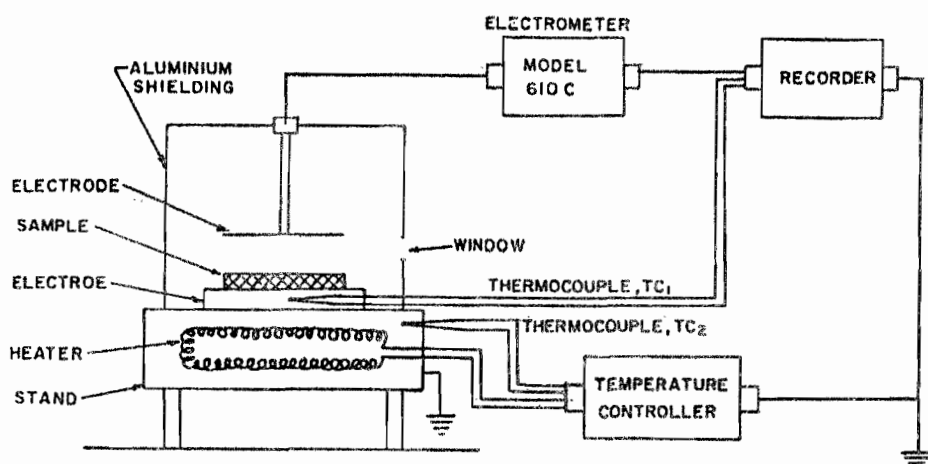 ELECTROMETER
MODEL
610 C
RECORDER
ALUMINIUM
SHIELDING
ELECTRODE
SAMPLE
WINDOW
ELECTROE
THERMOCOUPLE, TC₁
THERMOCOUPLE, TC₂
HEATER
STAND
TEMPERATURE
CONTROLLER